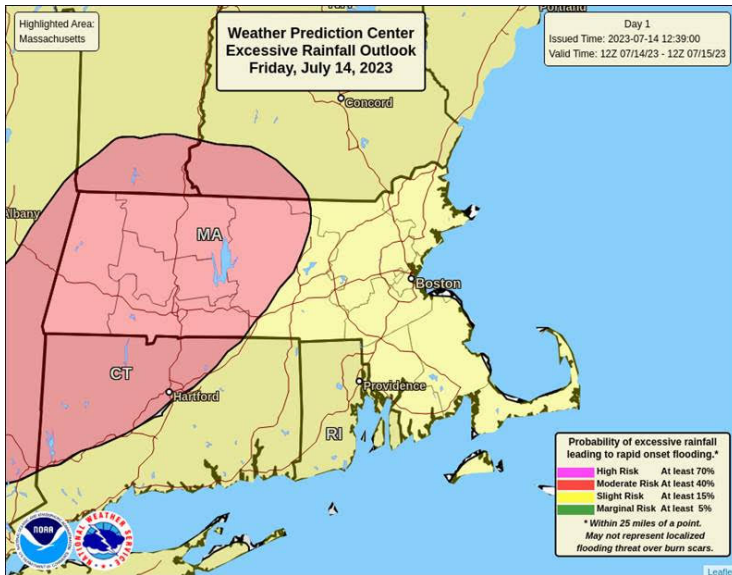 Highlighted Area:
Massachusetts
Weather Prediction Center
Excessive Rainfall Outlook
Friday, July 14, 2023
Day 1
Issued Time: 2023-07-14 12:39:00
Valid Time: 12Z 07/14/23 - 12Z 07/15/23
Portland
Concord
Albany
MA
Boston
CT
Hartford
Providence
RI
Probability of excessive rainfall
leading to rapid onset flooding.*
High Risk At least 70%
Moderate Risk At least 40%
Slight Risk At least 15%
Marginal Risk At least 5%
* Within 25 miles of a point.
May not represent localized
flooding threat over burn scars.
NOAA
NATIONAL WEATHER SERVICE
Leafle